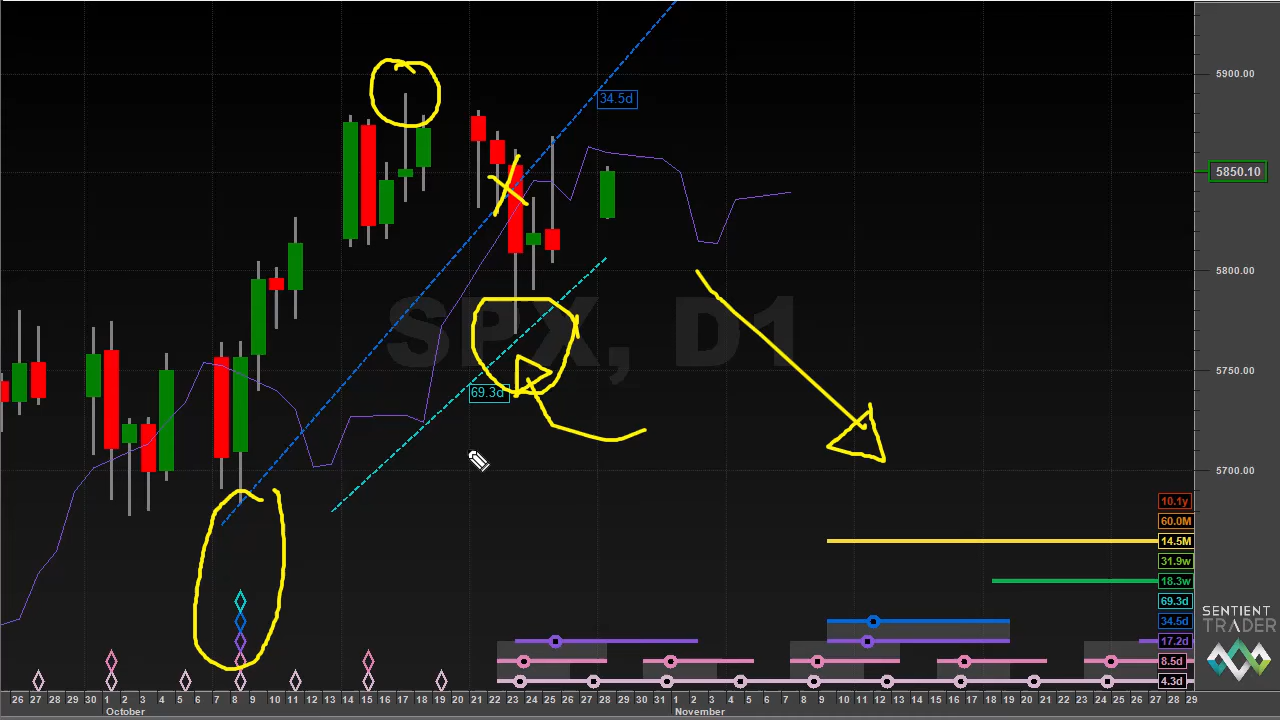 5900.00
34.5d
5850.10
5800.00
SPX, D1
5750.00
69.3d
5700.00
10.1y
60.0M
14.5M
31.9w
18.3w
69.3d
34.5d
17.2d
8.5d
4.3d
SENTIENT
TRADER
26 27 28 29 30 1 2 3 4 5 6 7 8 9 10 11 12 13 14 15 16 17 18 19 20 21 22 23 24 25 26 27 28 29 30 31 1 2 3 4 5 6 7 8 9 10 11 12 13 14 15 16 17 18 19 20 21 22 23 24 25 26 27 28 29
October November